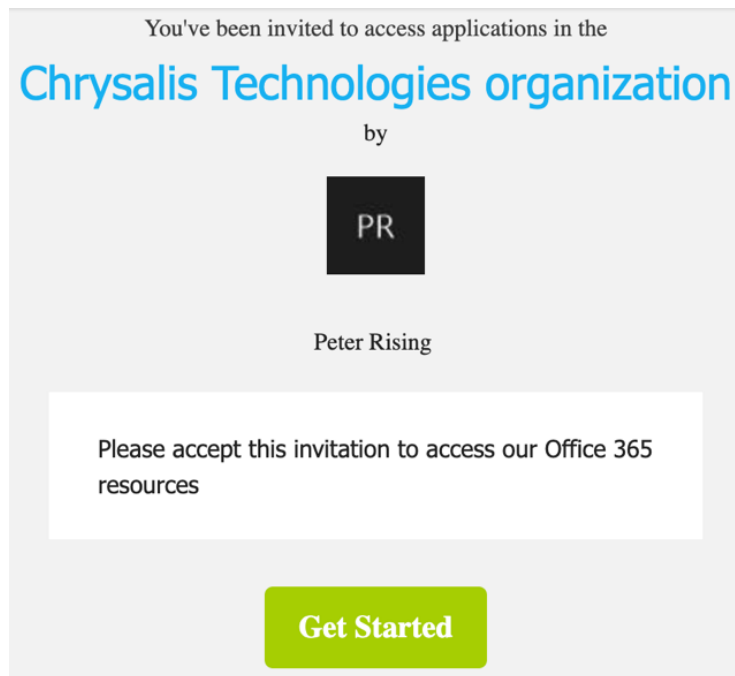 You've been invited to access applications in the
Chrysalis Technologies organization
by
PR
Peter Rising
Please accept this invitation to access our Office 365
resources
Get Started